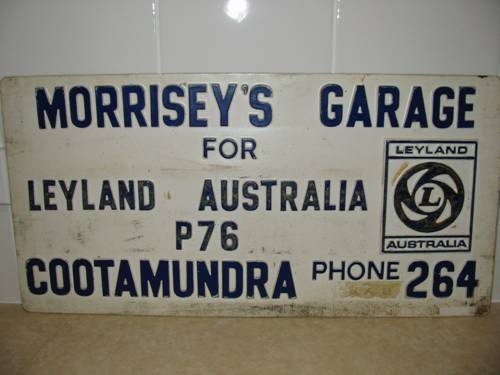 MORRISEY'S GARAGE
FOR
LEYLAND AUSTRALIA
P76
COOTAMUNDRA PHONE 264
LEYLAND
L
AUSTRALIA